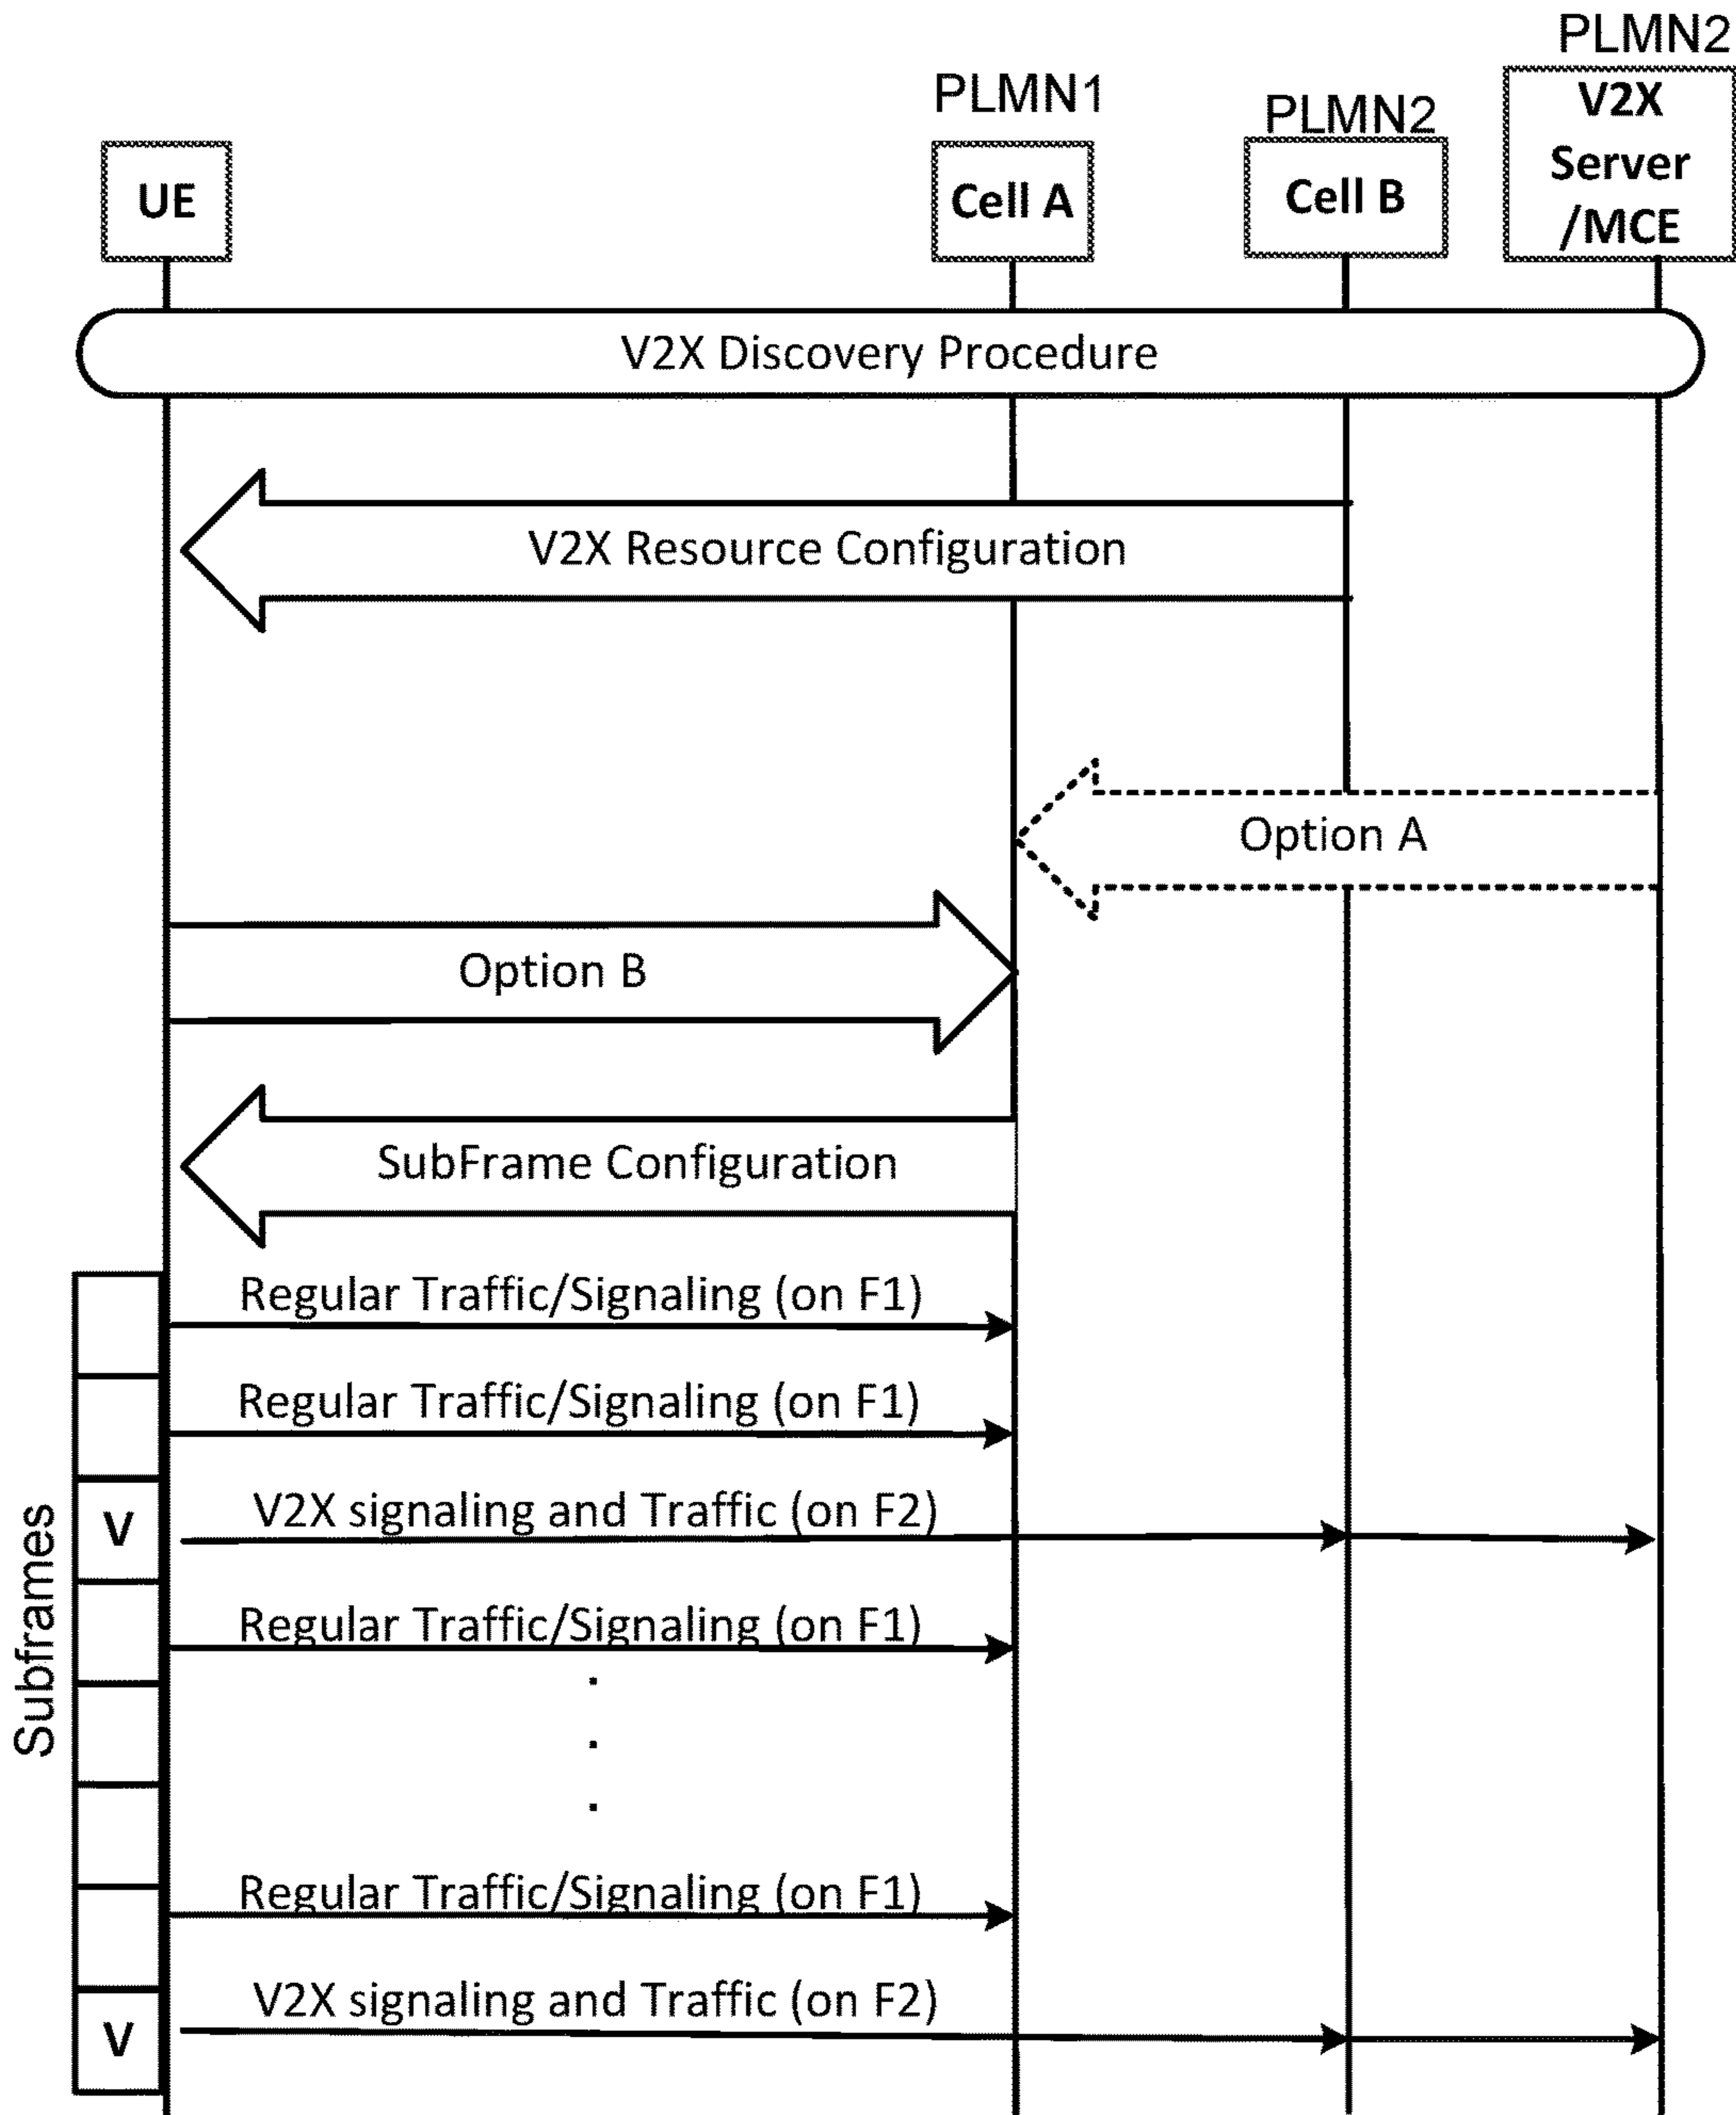 PLMN2
PLMN1
PLMN2
V2X
Server
/MCE
UE
Cell A
Cell B
V2X Discovery Procedure
V2X Resource Configuration
Option A
Option B
SubFrame Configuration
Regular Traffic/Signaling (on F1)
Regular Traffic/Signaling (on F1)
V2X signaling and Traffic (on F2)
V
Regular Traffic/Signaling (on F1)
.
.
.
Subframes
Regular Traffic/Signaling (on F1)
V2X signaling and Traffic (on F2)
V